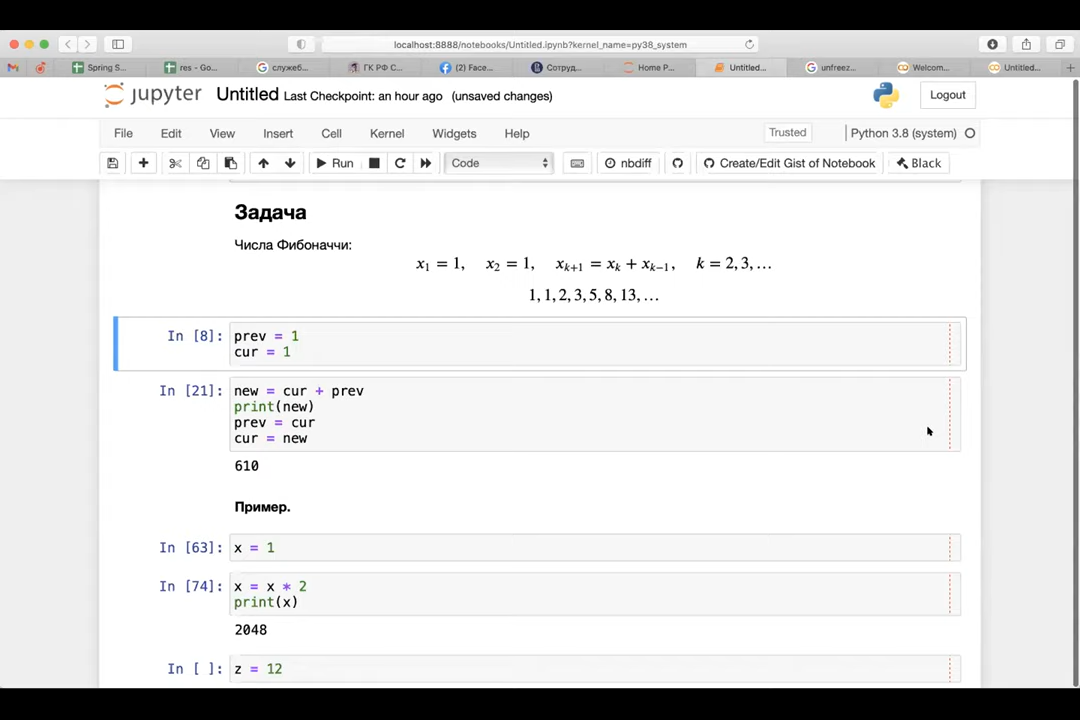 localhost:8888/notebooks/Untitled.ipynb?kernel_name=py38_system
Spring S...
res - Go...
служеб...
ГК РФ С...
(2) Face...
Сотруд...
Home P...
Untitled...
unfreez...
Welcom...
Untitled...
jupyter Untitled Last Checkpoint: an hour ago (unsaved changes) Logout
File Edit View Insert Cell Kernel Widgets Help Trusted Python 3.8 (system)
Run Code nbdiff Create/Edit Gist of Notebook Black
Задача
Числа Фибоначчи:
x₁ = 1, x₂ = 1, xₖ₊₁ = xₖ + xₖ₋₁, k = 2, 3, …
1, 1, 2, 3, 5, 8, 13, …
In [8]: prev = 1
cur = 1
In [21]: new = cur + prev
print(new)
prev = cur
cur = new
610
Пример.
In [63]: x = 1
In [74]: x = x * 2
print(x)
2048
In [ ]: z = 12